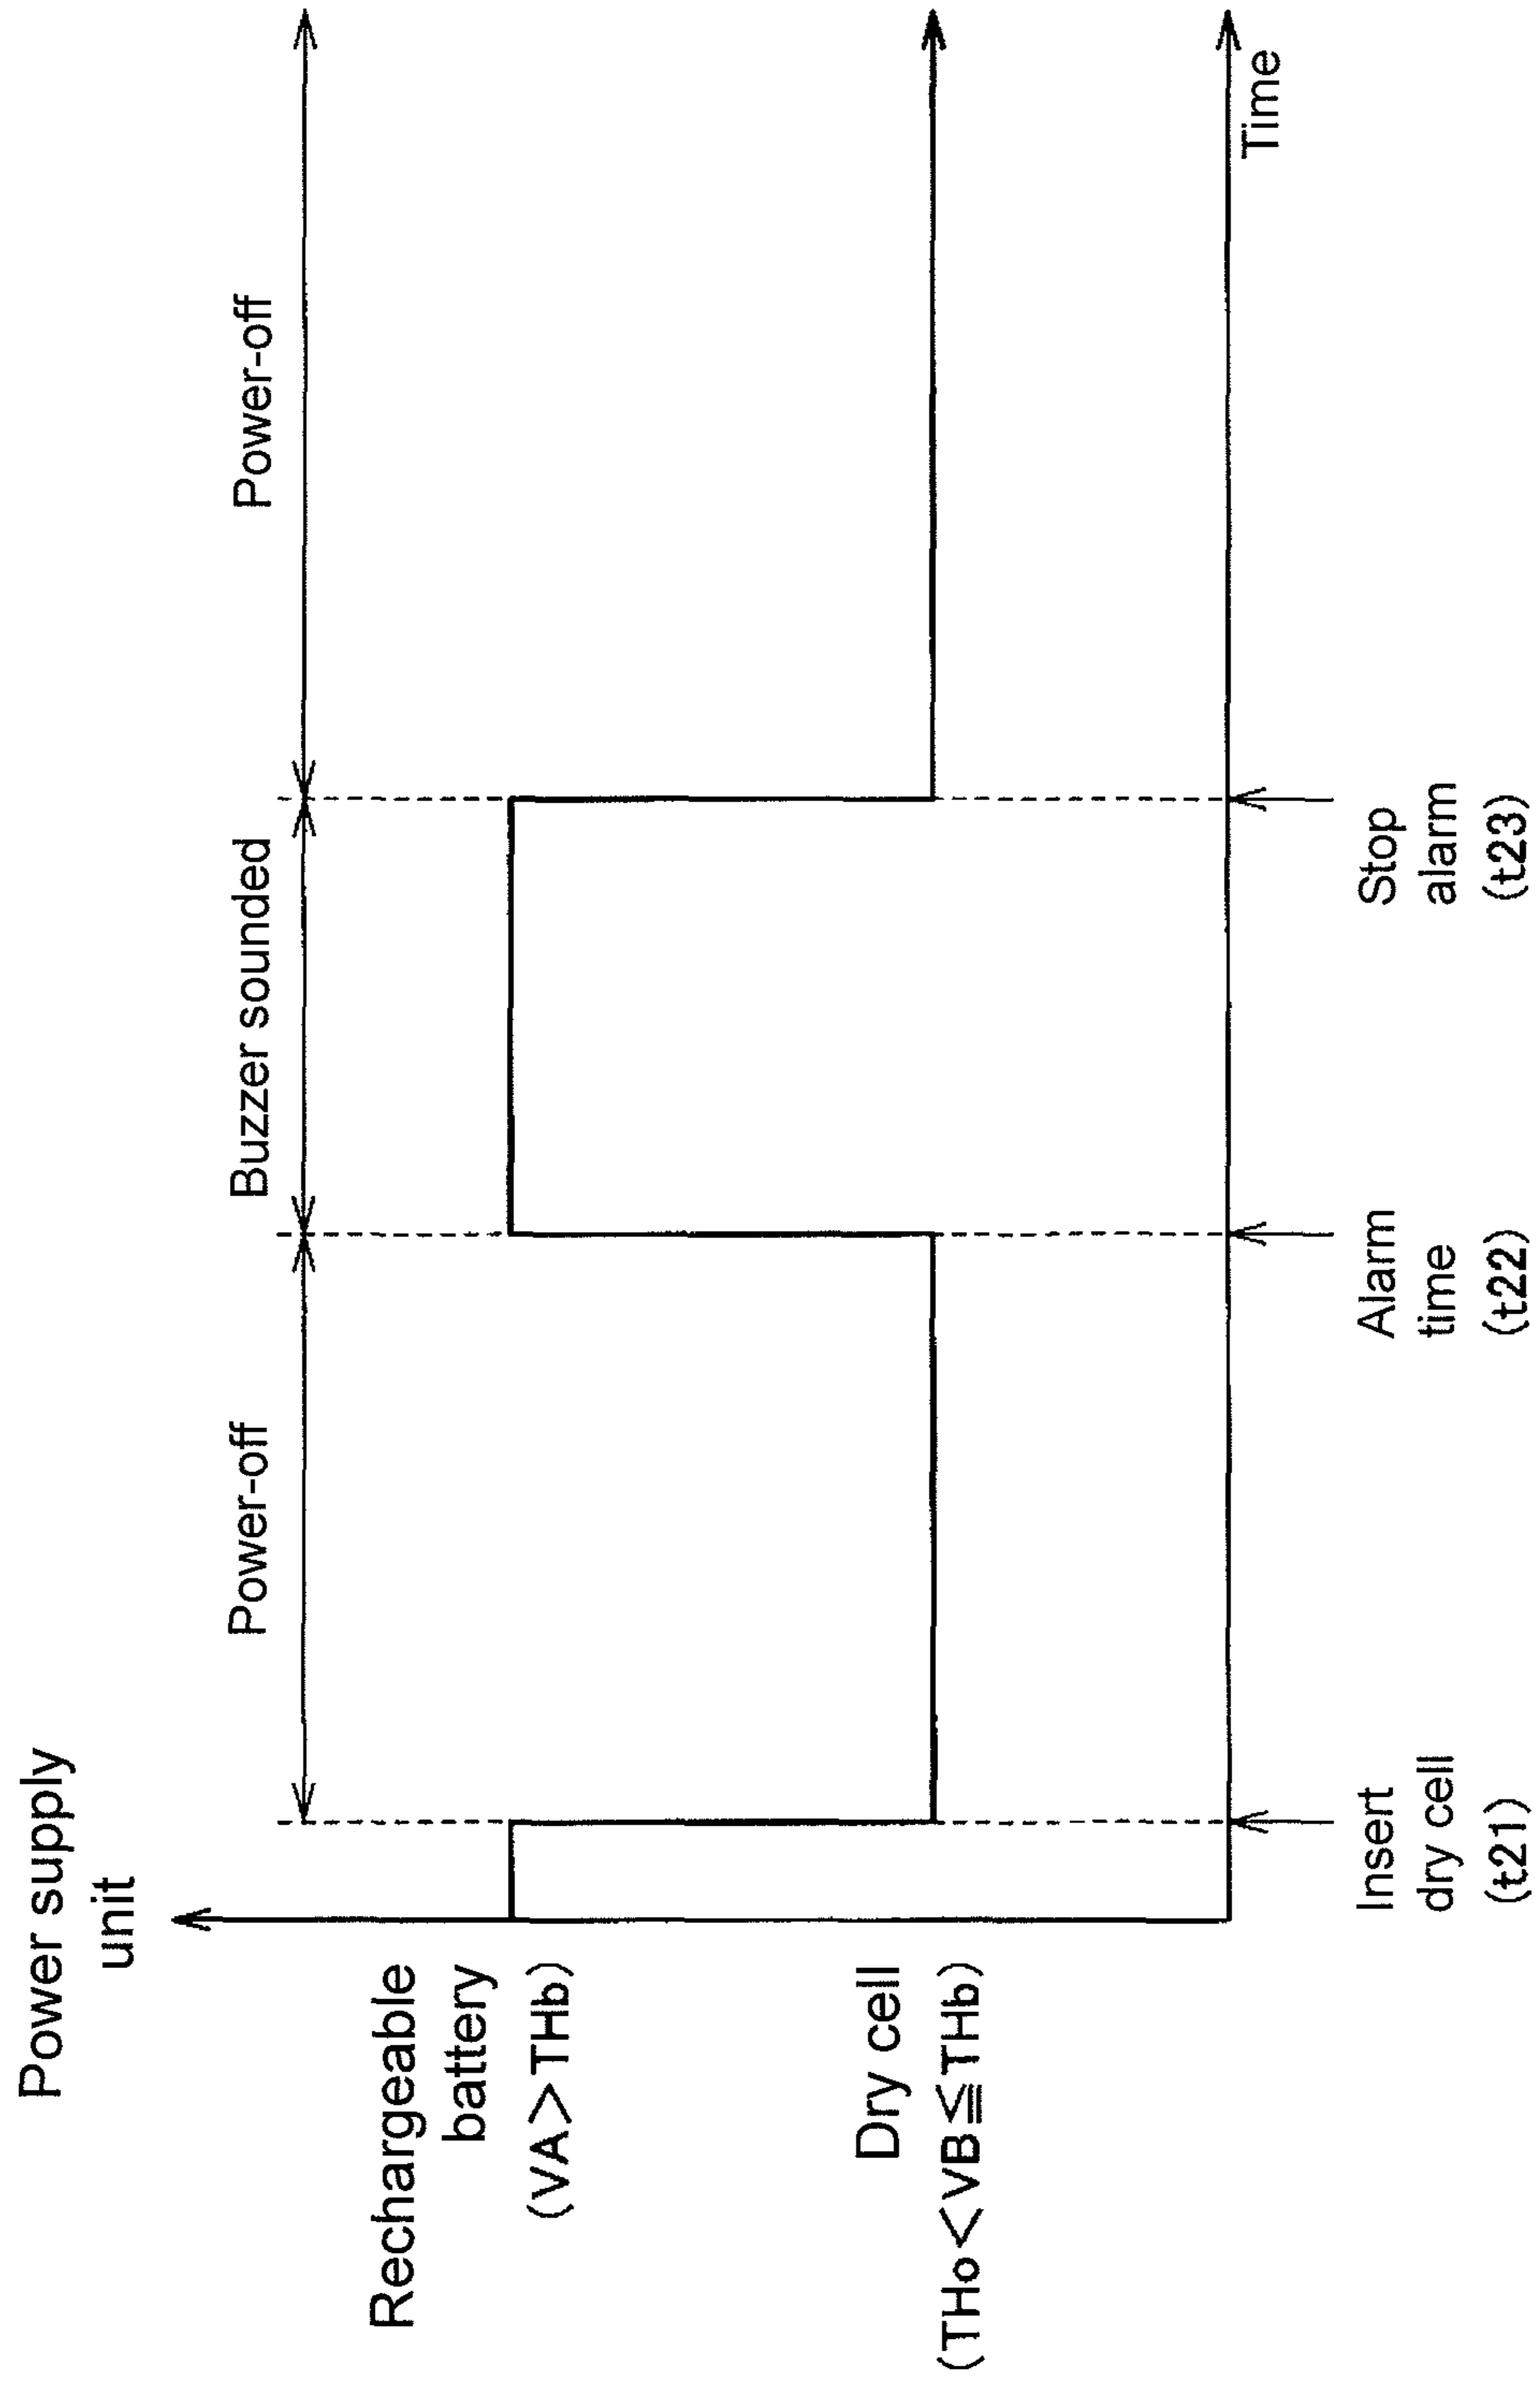 Power supply
unit
Power-off
Buzzer sounded
Power-off
Rechargeable
battery
(VA>THb)
Dry cell
(THo<VB≦THb)
Time
Insert
dry cell
(t21)
Alarm
time
(t22)
Stop
alarm
(t23)